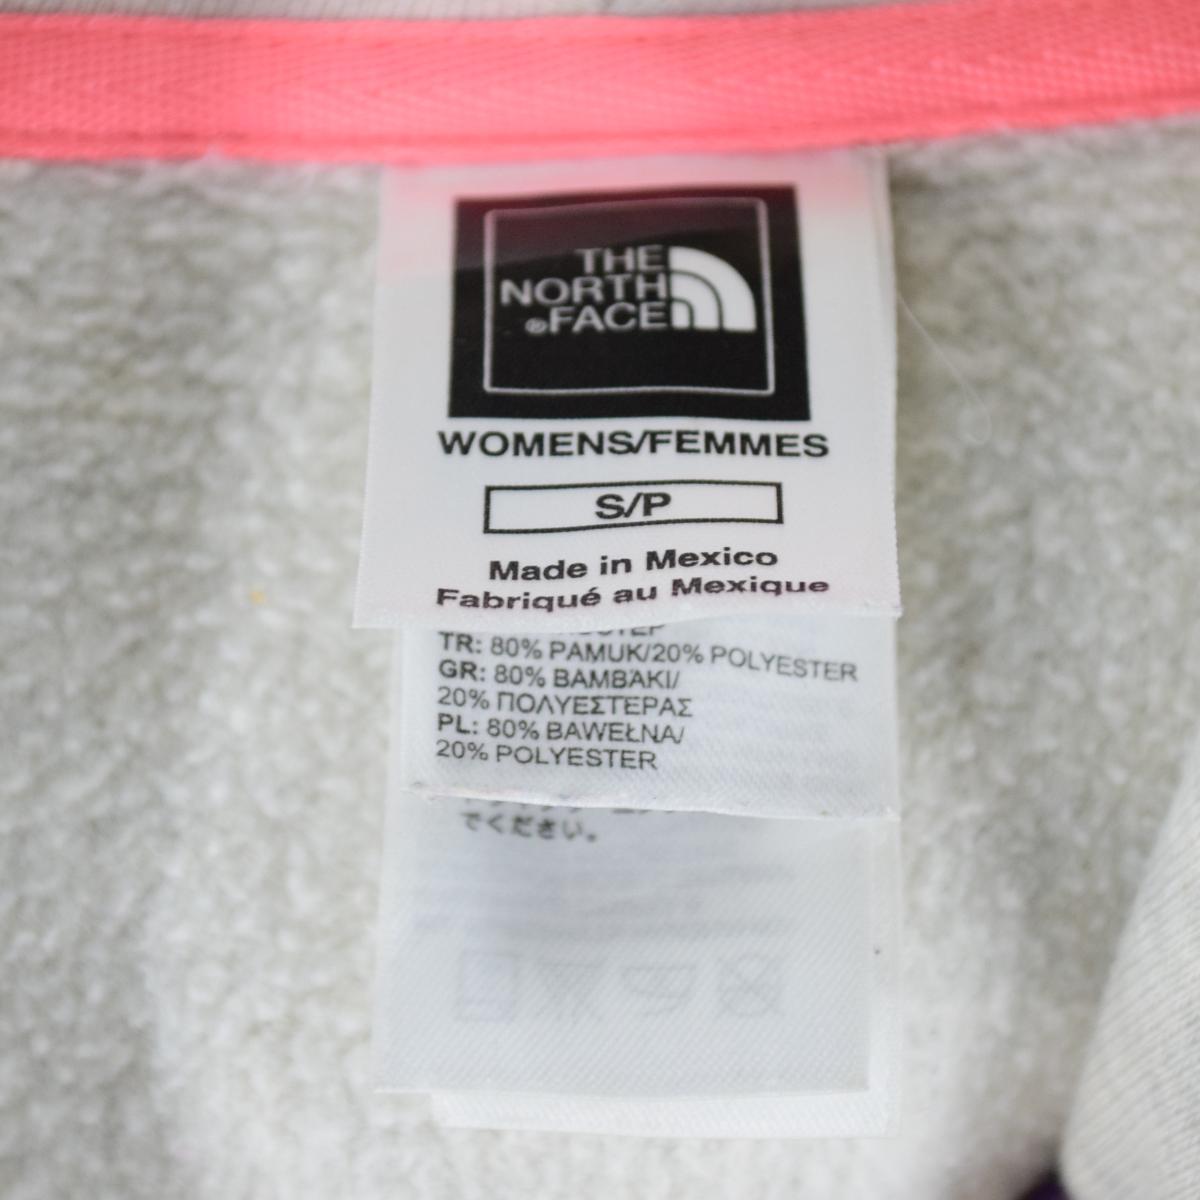 THE
NORTH
®FACE
WOMENS/FEMMES
S/P
Made in Mexico
Fabriqué au Mexique
TR: 80% PAMUK/20% POLYESTER
GR: 80% ΒΑΜΒΑΚΙ/
20% ΠΟΛΥΕΣΤΕΡΑΣ
PL: 80% BAWEŁNA/
20% POLYESTER
でください。